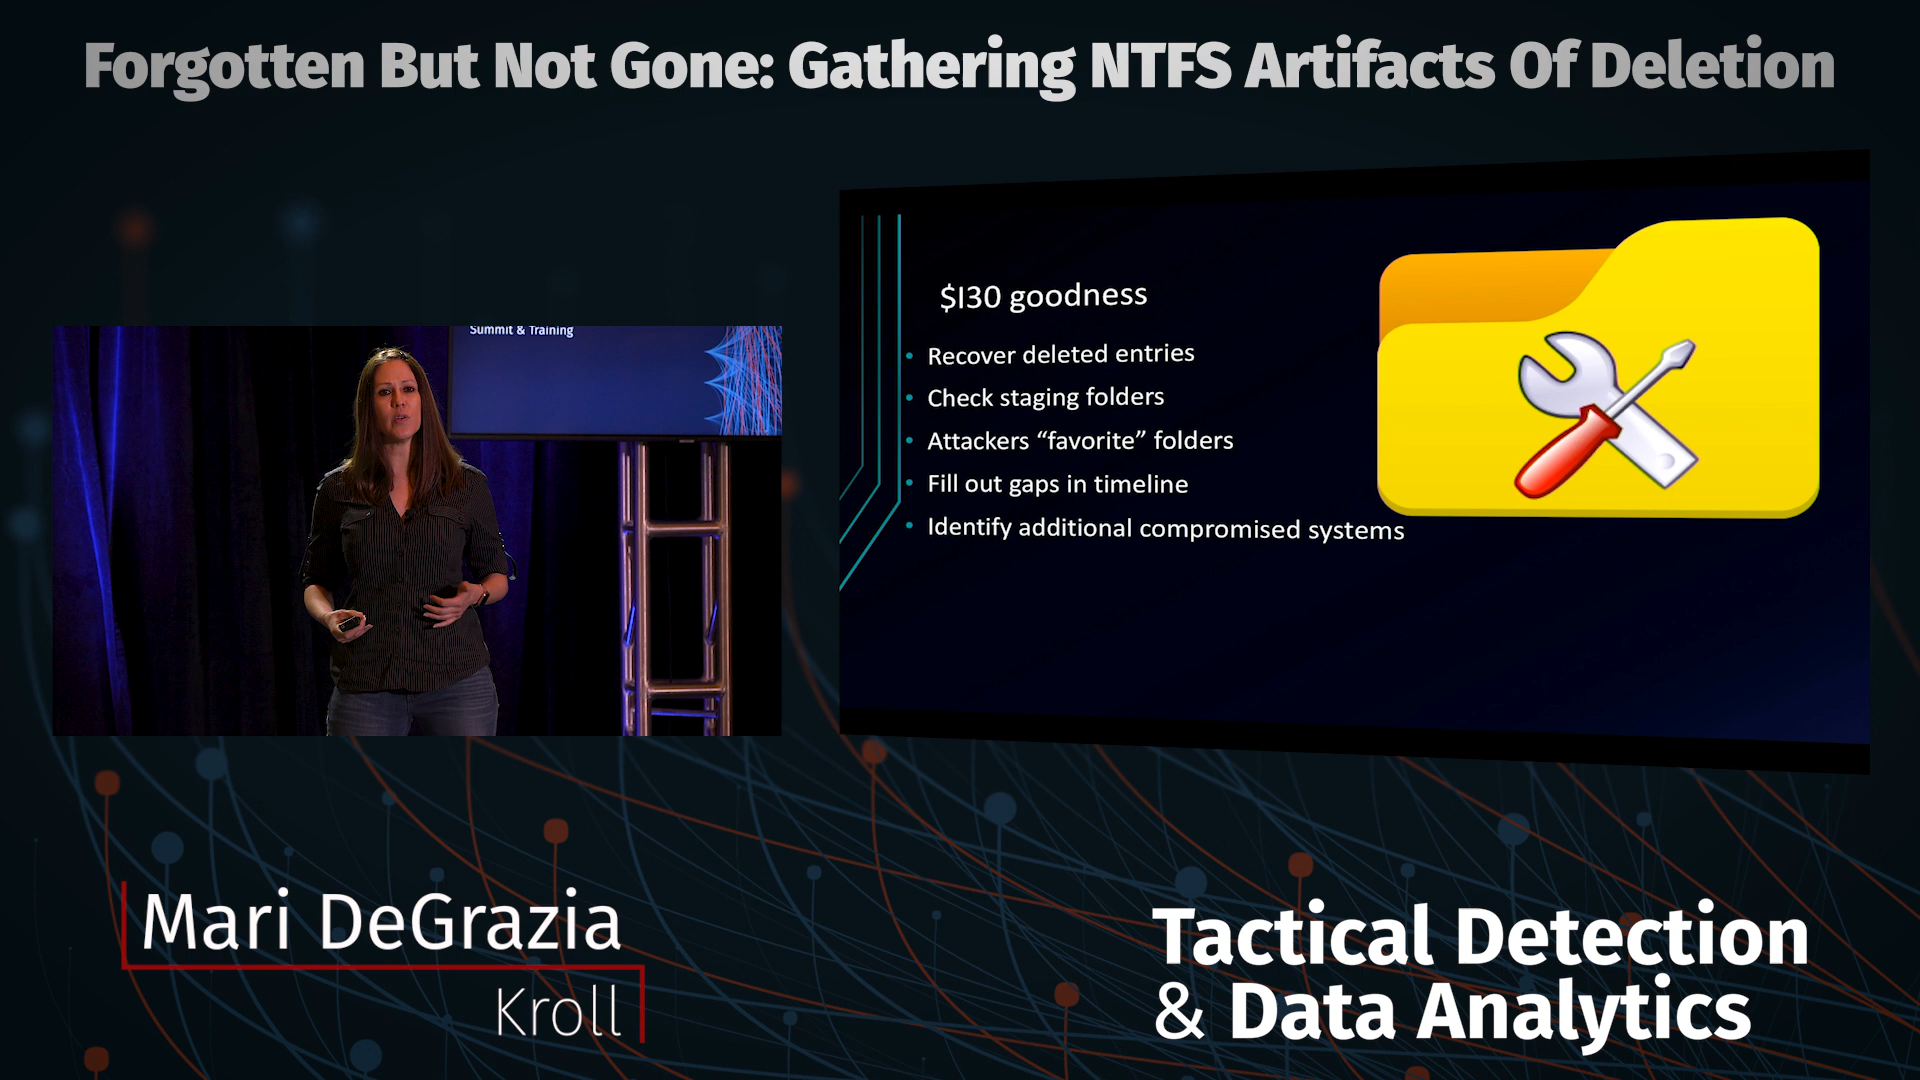 Forgotten But Not Gone: Gathering NTFS Artifacts Of Deletion
Summit & Training
$I30 goodness
• Recover deleted entries
• Check staging folders
• Attackers “favorite” folders
• Fill out gaps in timeline
• Identify additional compromised systems
Mari DeGrazia
Kroll
Tactical Detection
& Data Analytics